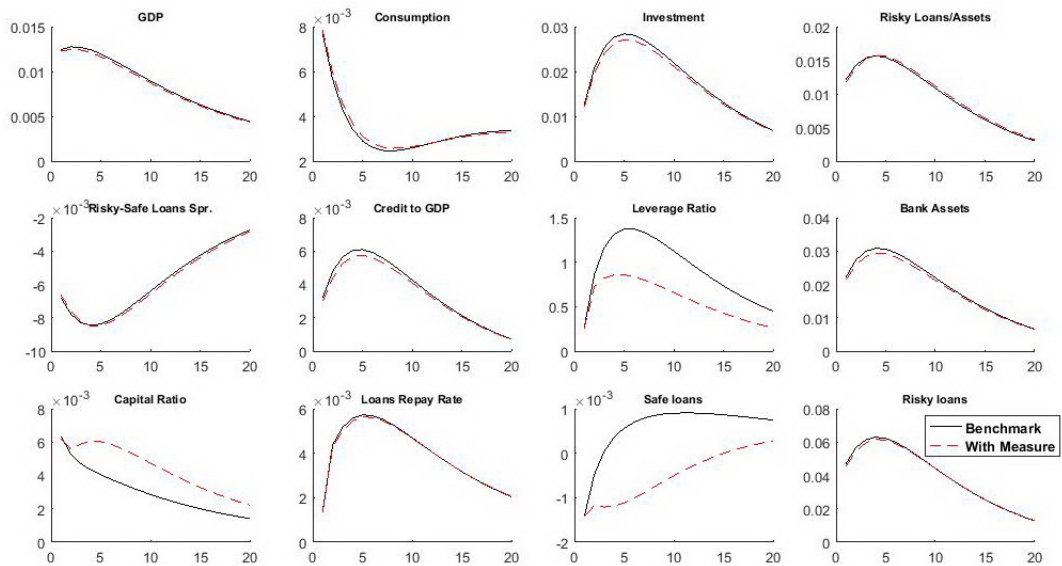 GDP
0.015
0.01
0.005
0
0 5 10 15 20
×10⁻³ Consumption
8
6
4
2
0 5 10 15 20
Investment
0.03
0.02
0.01
0
0 5 10 15 20
Risky Loans/Assets
0.02
0.015
0.01
0.005
0
0 5 10 15 20
×10⁻³ Risky-Safe Loans Spr.
-2
-4
-6
-8
-10
0 5 10 15 20
×10⁻³ Credit to GDP
8
6
4
2
0
0 5 10 15 20
Leverage Ratio
1.5
1
0.5
0
0 5 10 15 20
Bank Assets
0.04
0.03
0.02
0.01
0
0 5 10 15 20
×10⁻³ Capital Ratio
8
6
4
2
0
0 5 10 15 20
×10⁻³ Loans Repay Rate
6
4
2
0
0 5 10 15 20
×10⁻³ Safe loans
1
0
-1
-2
0 5 10 15 20
Risky loans
0.08
0.06
0.04
0.02
0
0 5 10 15 20
Benchmark
With Measure